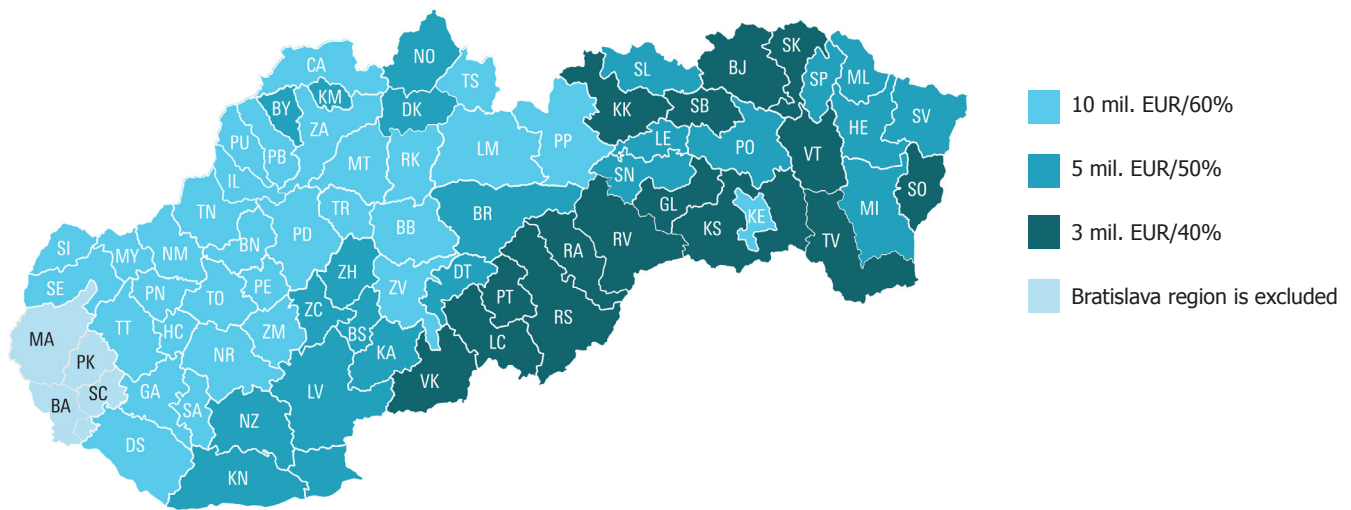 NO
CA
TS
KM
BY
DK
ZA
PU
PB
MT
RK
LM
PP
IL
TN
TR
BN
PD
BB
BR
SI
MY
NM
SE
PN
TO
PE
ZH
ZV
DT
ZC
TT
HC
ZM
BS
KA
MA
PK
NR
SC
BA
GA
SA
LV
NZ
DS
KN
VK
LC
PT
RS
RA
RV
GL
KS
KE
SN
LE
PO
KK
SB
SL
BJ
SK
SP
ML
HE
SV
VT
SO
MI
TV
10 mil. EUR/60%
5 mil. EUR/50%
3 mil. EUR/40%
Bratislava region is excluded